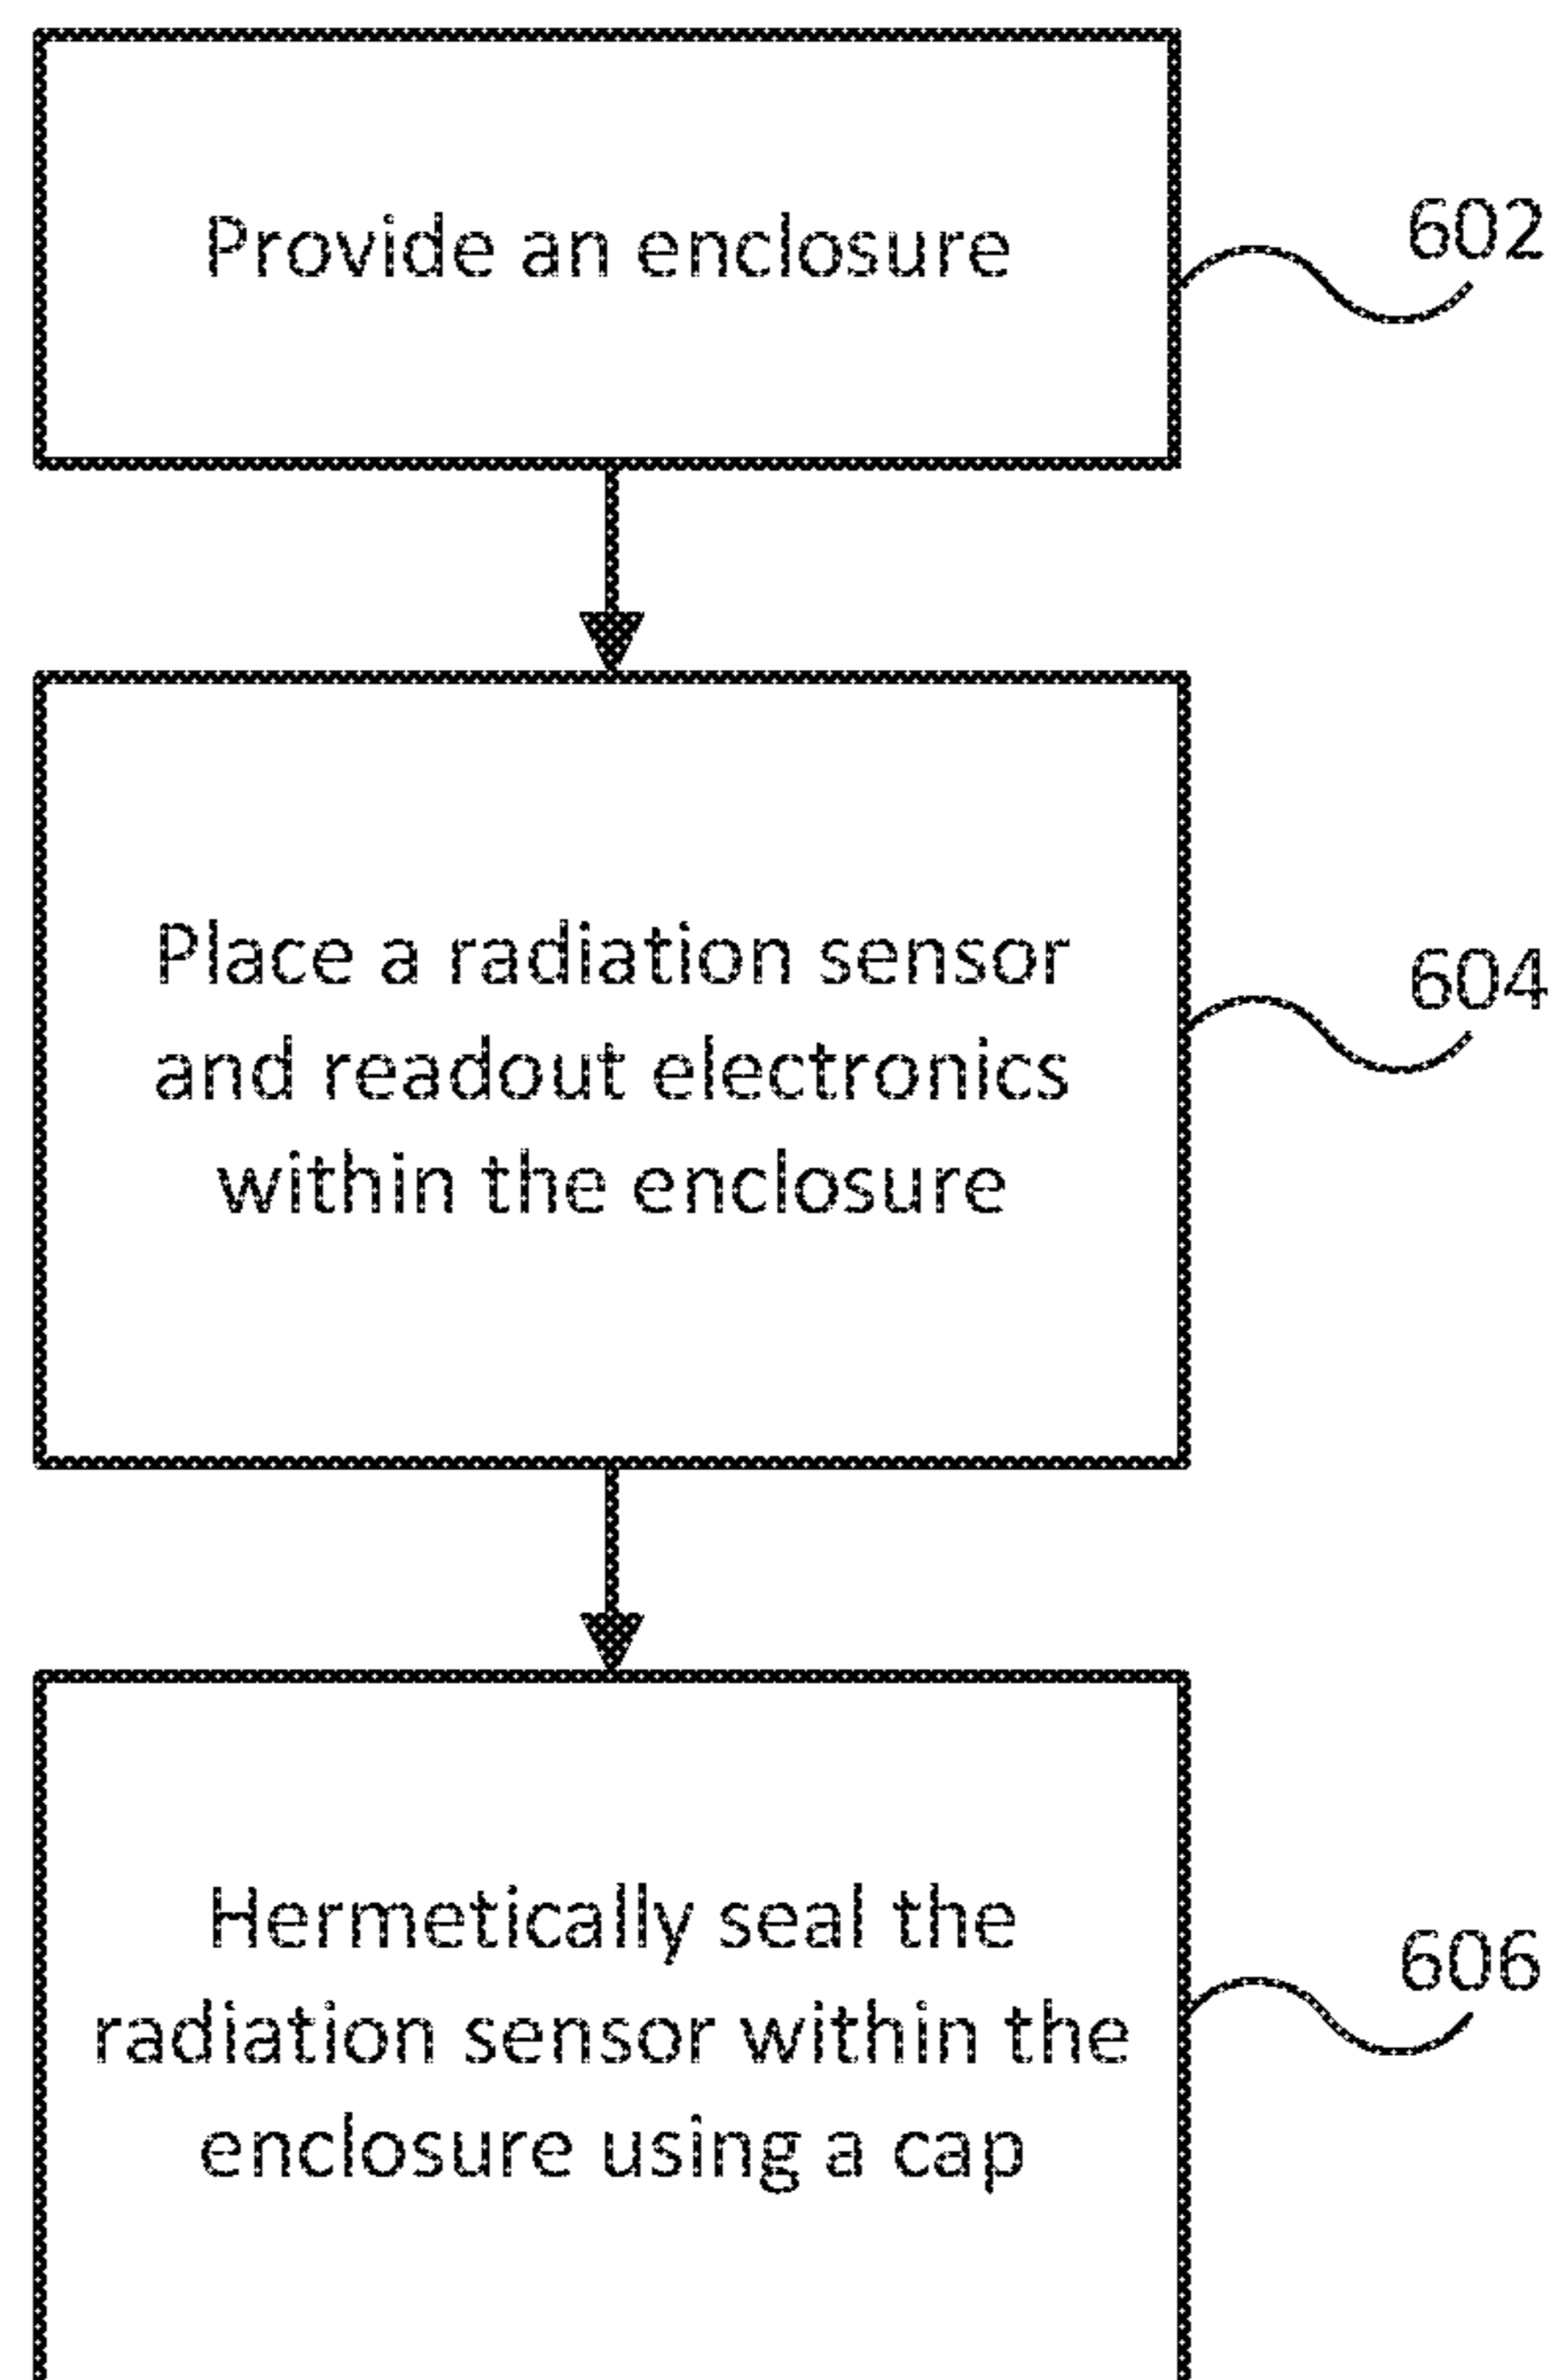 Provide an enclosure
602
Place a radiation sensor
and readout electronics
within the enclosure
604
Hermetically seal the
radiation sensor within the
enclosure using a cap
606